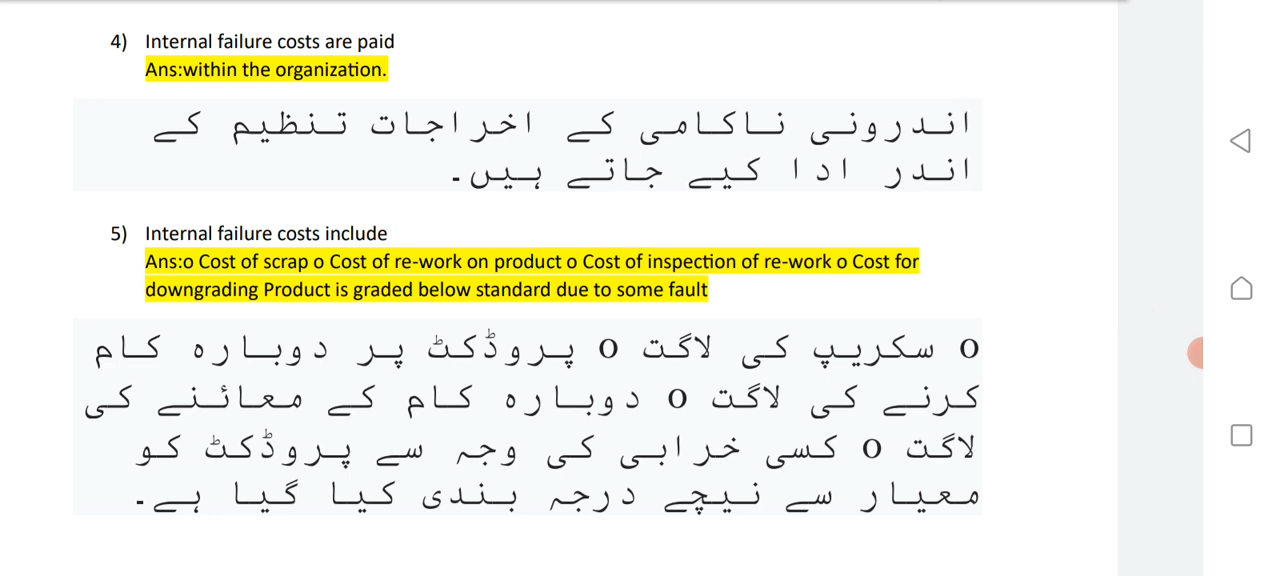 4) Internal failure costs are paid
Ans:within the organization.
اندرونی ناکامی کے اخراجات تنظیم کے
اندر ادا کیے جاتے ہیں۔
5) Internal failure costs include
Ans:o Cost of scrap o Cost of re-work on product o Cost of inspection of re-work o Cost for
downgrading Product is graded below standard due to some fault
o سکریپ کی لاگت o پروڈکٹ پر دوبارہ کام
کرنے کی لاگت o دوبارہ کام کے معائنے کی
لاگت o کسی خرابی کی وجہ سے پروڈکٹ کو
معیار سے نیچے درجہ بندی کیا گیا ہے۔